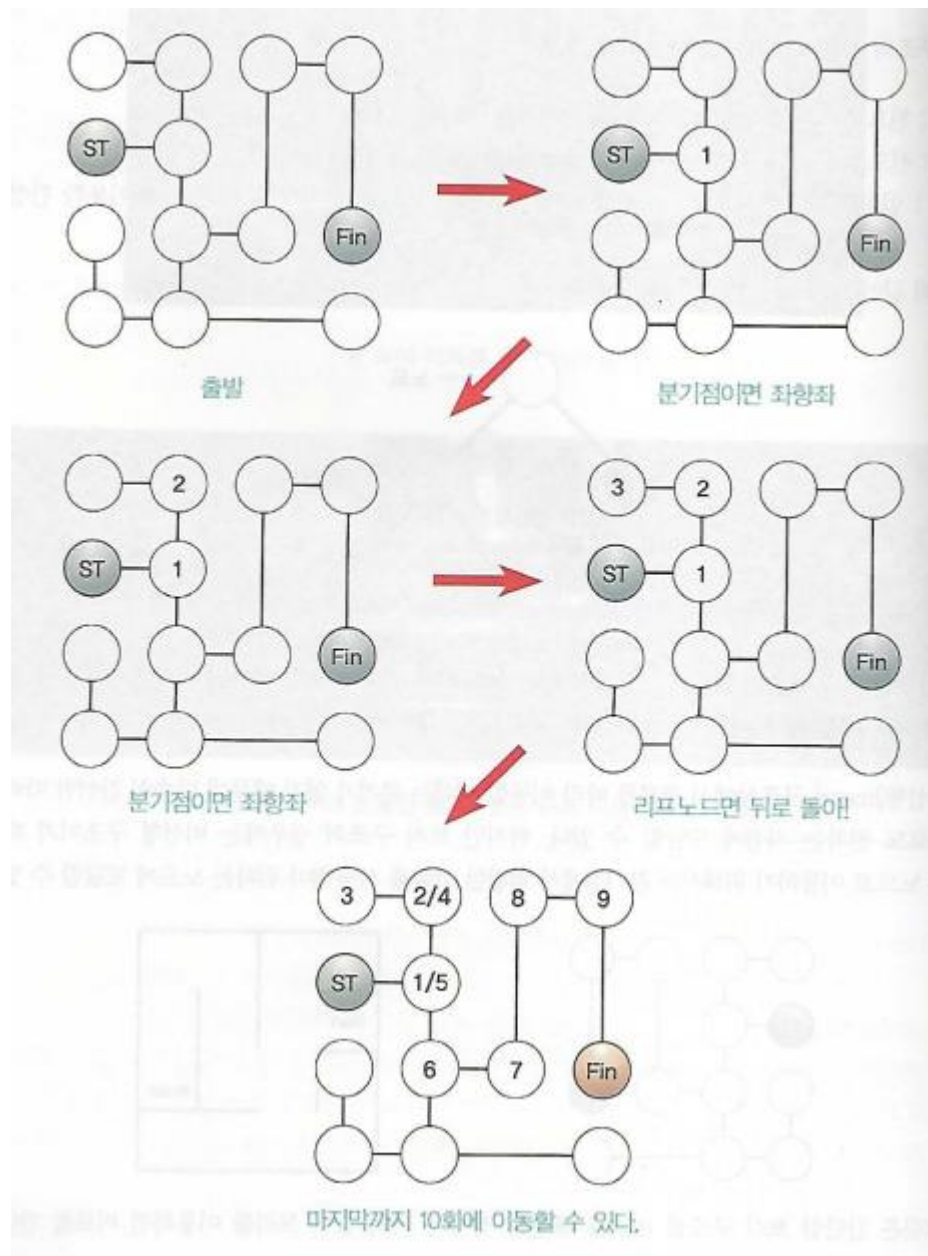 ST
Fin
출발
ST
1
Fin
분기점이면 좌향좌
2
ST
1
Fin
분기점이면 좌향좌
3
2
ST
1
Fin
리프노드면 뒤로 돌아!
3
2/4
8
9
ST
1/5
6
7
Fin
마지막까지 10회에 이동할 수 있다.